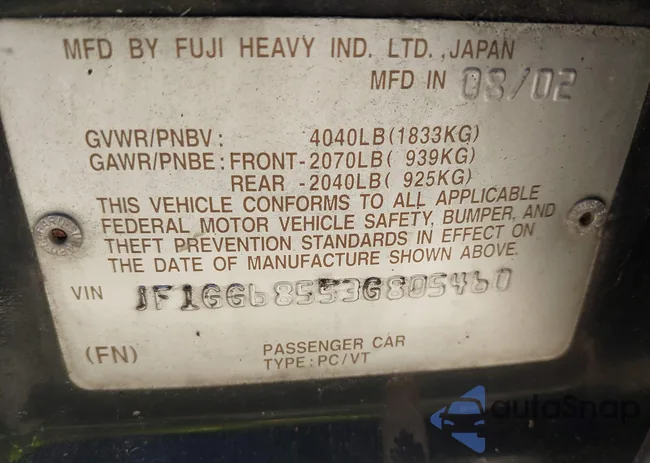 MFD BY FUJI HEAVY IND. LTD., JAPAN
MFD IN 08/02
GVWR/PNBV : 4040LB(1833KG)
GAWR/PNBE : FRONT-2070LB( 939KG)
REAR -2040LB( 925KG)
THIS VEHICLE CONFORMS TO ALL APPLICABLE
FEDERAL MOTOR VEHICLE SAFETY, BUMPER, AND
THEFT PREVENTION STANDARDS IN EFFECT ON
THE DATE OF MANUFACTURE SHOWN ABOVE.
VIN JF1GG68553G805460
(FN) PASSENGER CAR
TYPE : PC/VT
autoSnap